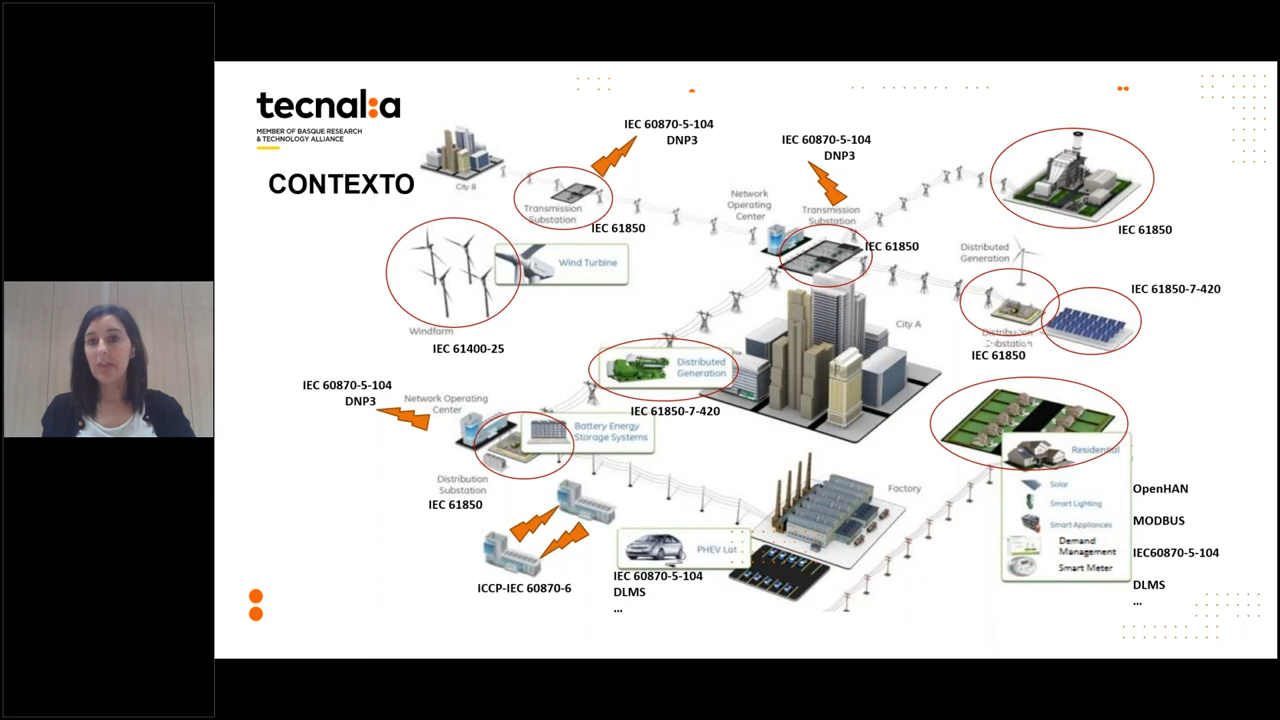 tecnalia
MEMBER OF BASQUE RESEARCH
& TECHNOLOGY ALLIANCE
CONTEXTO
City B
IEC 60870-5-104
DNP3
Transmission
Substation
IEC 61850
Network
Operating
Center
IEC 60870-5-104
DNP3
Transmission
Substation
IEC 61850
IEC 61850
Wind Turbine
Windfarm
IEC 61400-25
Distributed
Generation
IEC 61850-7-420
Distribution
Substation
IEC 61850
City A
Distributed
Generation
IEC 61850-7-420
IEC 60870-5-104
DNP3
Network Operating
Center
Battery Energy
Storage Systems
Distribution
Substation
IEC 61850
ICCP-IEC 60870-6
PHEV Lot
IEC 60870-5-104
DLMS
...
Factory
Residential
Solar
Smart Lighting
Smart Appliances
Demand
Management
Smart Meter
OpenHAN
MODBUS
IEC60870-5-104
DLMS
...